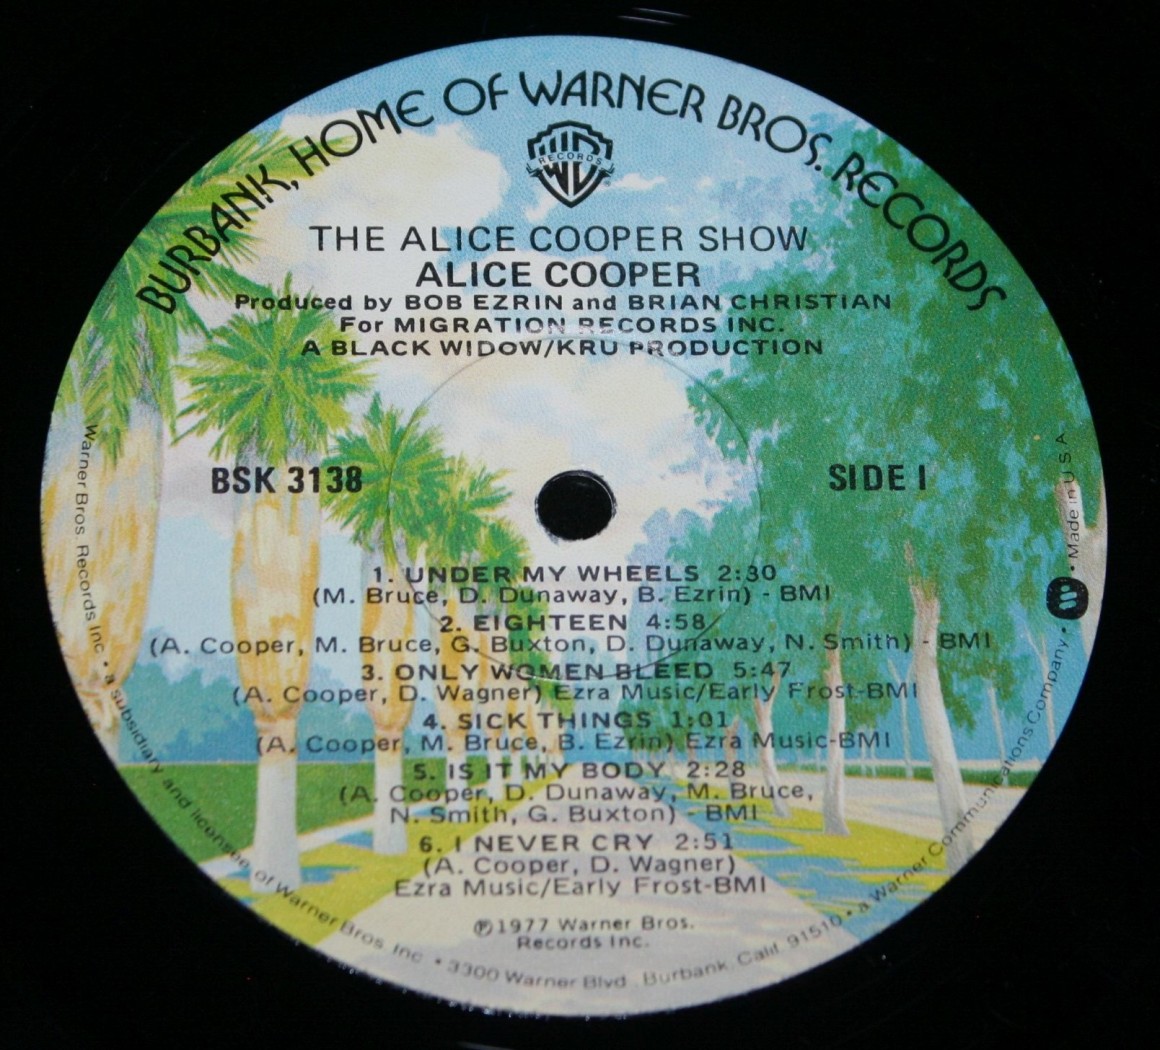 BURBANK, HOME OF WARNER BROS. RECORDS
WB RECORDS
THE ALICE COOPER SHOW
ALICE COOPER
Produced by BOB EZRIN and BRIAN CHRISTIAN
For MIGRATION RECORDS INC.
A BLACK WIDOW/KRU PRODUCTION
BSK 3138
SIDE I
1. UNDER MY WHEELS 2:30
(M. Bruce, D. Dunaway, B. Ezrin) - BMI
2. EIGHTEEN 4:58
(A. Cooper, M. Bruce, G. Buxton, D. Dunaway, N. Smith) - BMI
3. ONLY WOMEN BLEED 5:47
(A. Cooper, D. Wagner) Ezra Music/Early Frost-BMI
4. SICK THINGS 1:01
(A. Cooper, M. Bruce, B. Ezrin) Ezra Music-BMI
5. IS IT MY BODY 2:28
(A. Cooper, D. Dunaway, M. Bruce,
N. Smith, G. Buxton) - BMI
6. I NEVER CRY 2:51
(A. Cooper, D. Wagner)
Ezra Music/Early Frost-BMI
℗1977 Warner Bros.
Records Inc.
Warner Bros. Records Inc • a subsidiary and licensee of Warner Bros. Inc • 3300 Warner Blvd., Burbank, Calif. 91510 • a Warner Communications Company • Made in U.S.A.